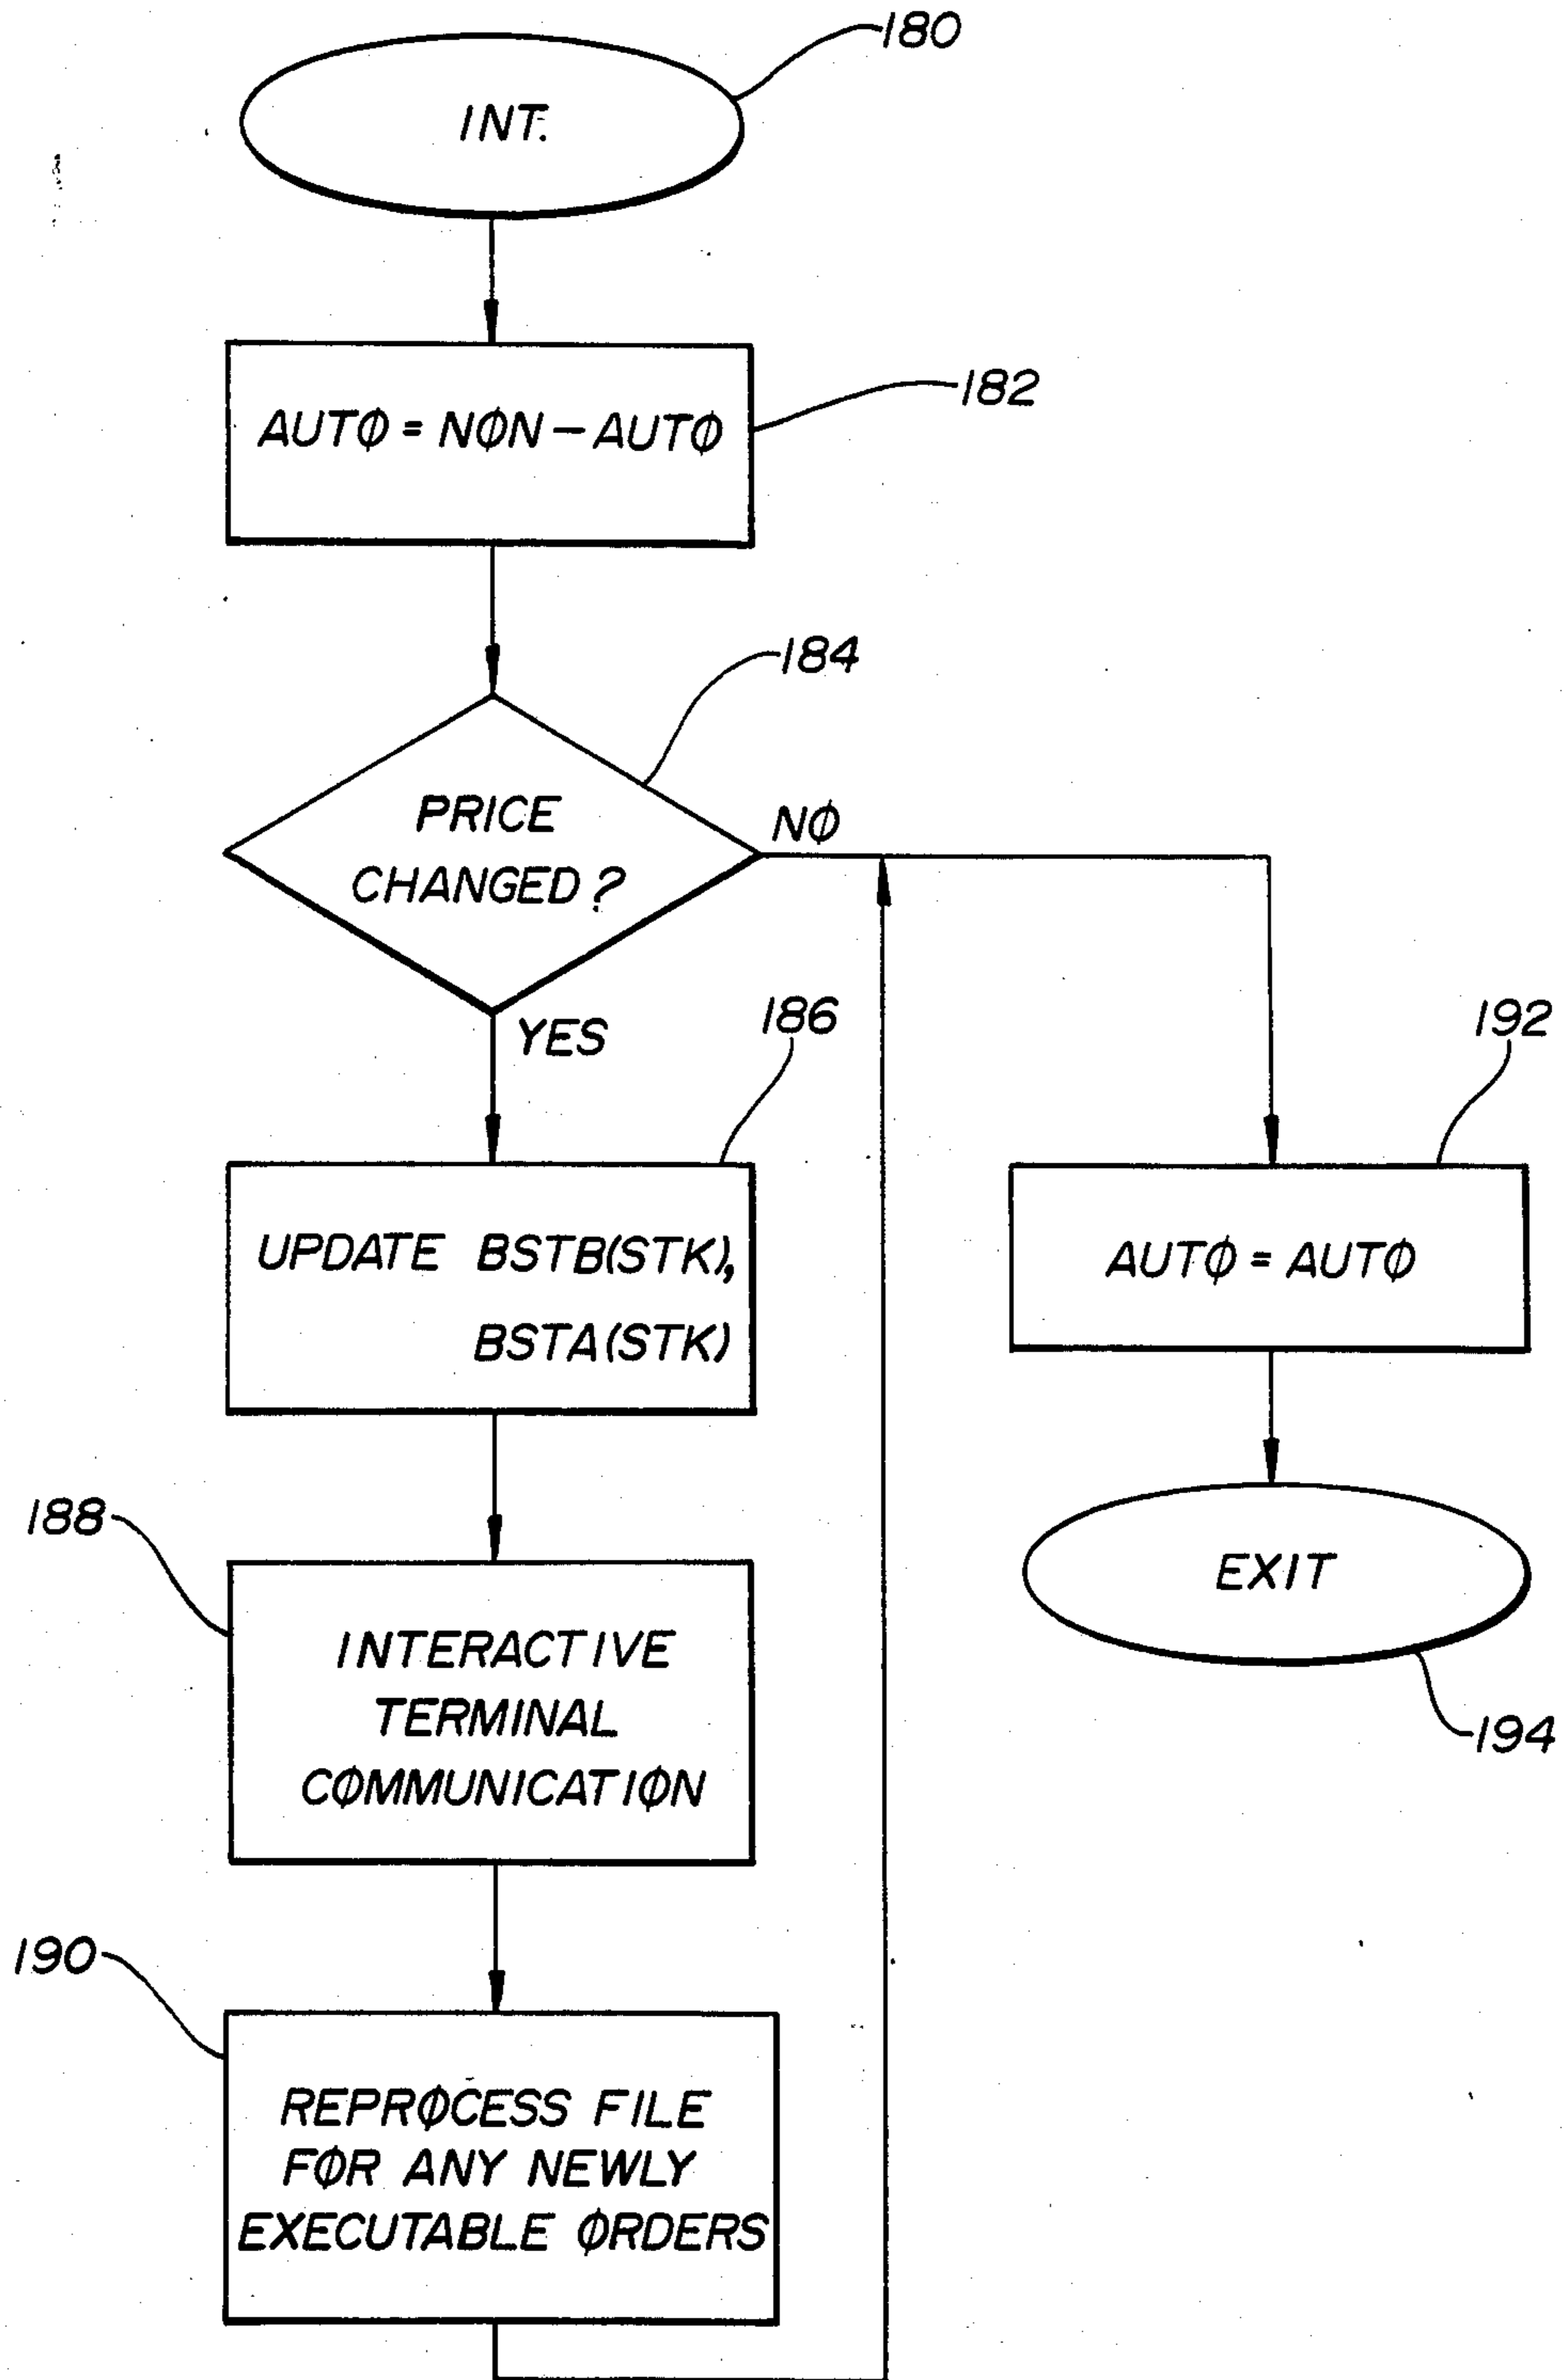 180
INT.
182
AUTØ = NØN – AUTØ
184
PRICE
CHANGED?
NØ
YES
186
192
UPDATE BSTB(STK),
BSTA(STK)
AUTØ = AUTØ
188
EXIT
INTERACTIVE
TERMINAL
CØMMUNICATIØN
194
190
REPRØCESS FILE
FØR ANY NEWLY
EXECUTABLE ØRDERS